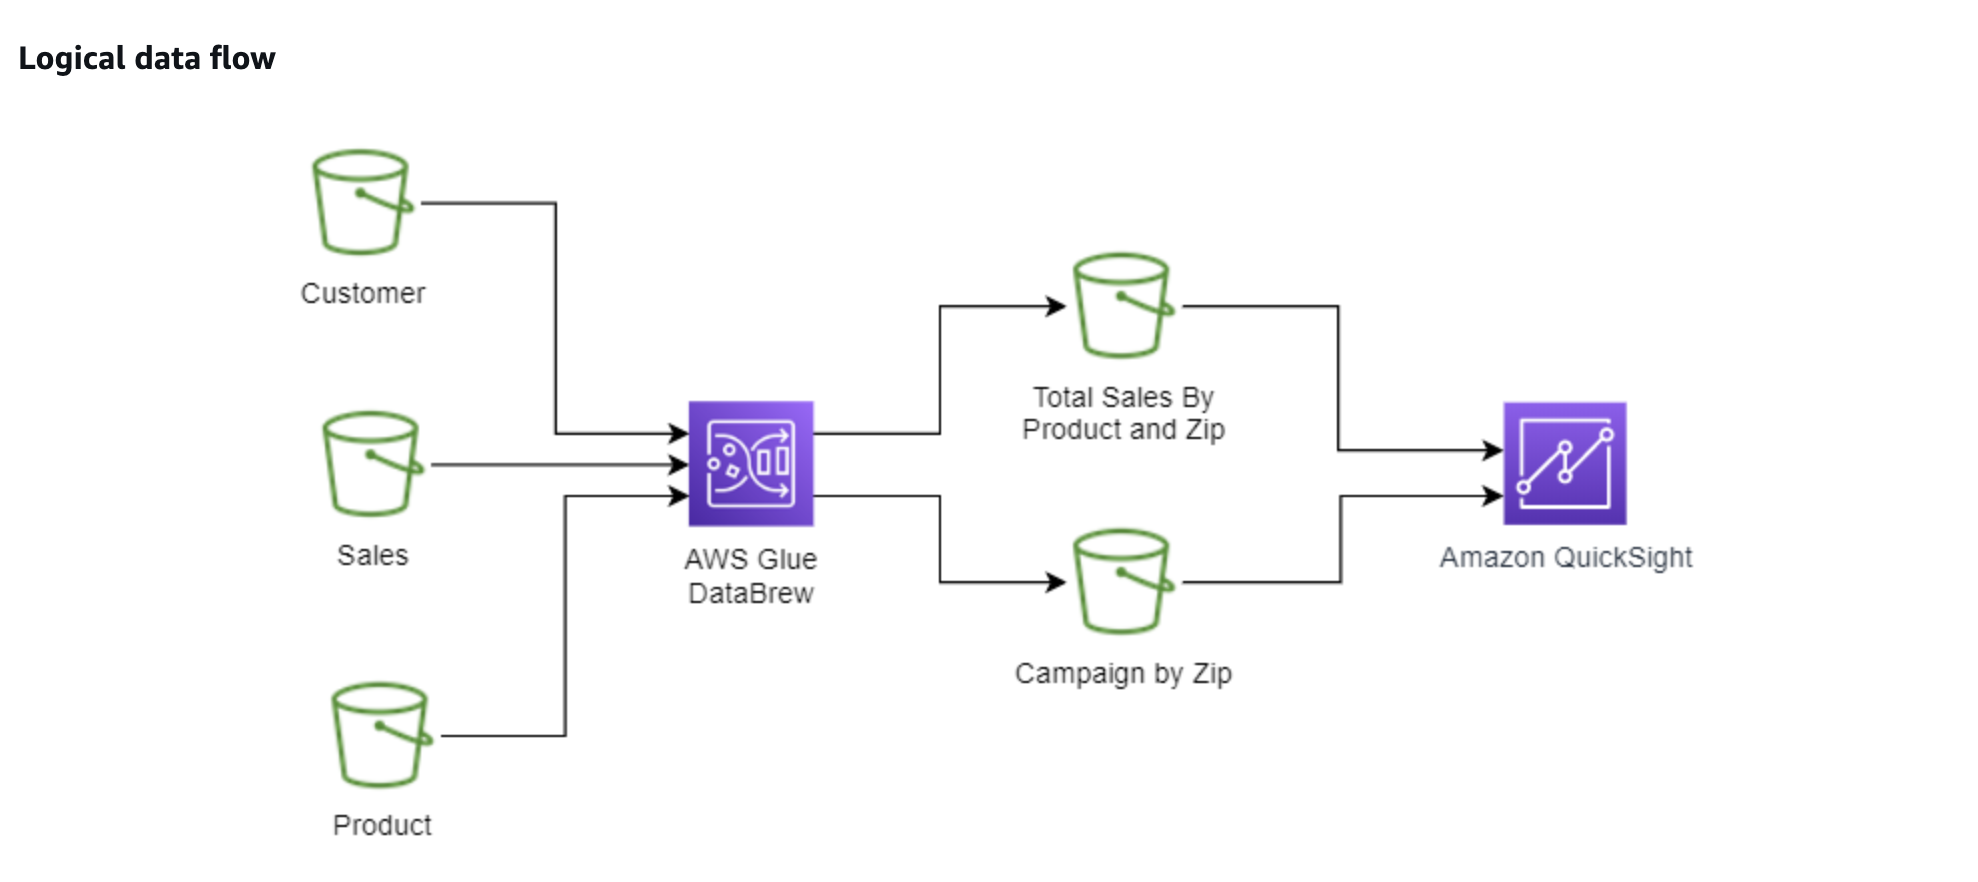 Logical data flow
Customer
Sales
Product
AWS Glue
DataBrew
Total Sales By
Product and Zip
Campaign by Zip
Amazon QuickSight